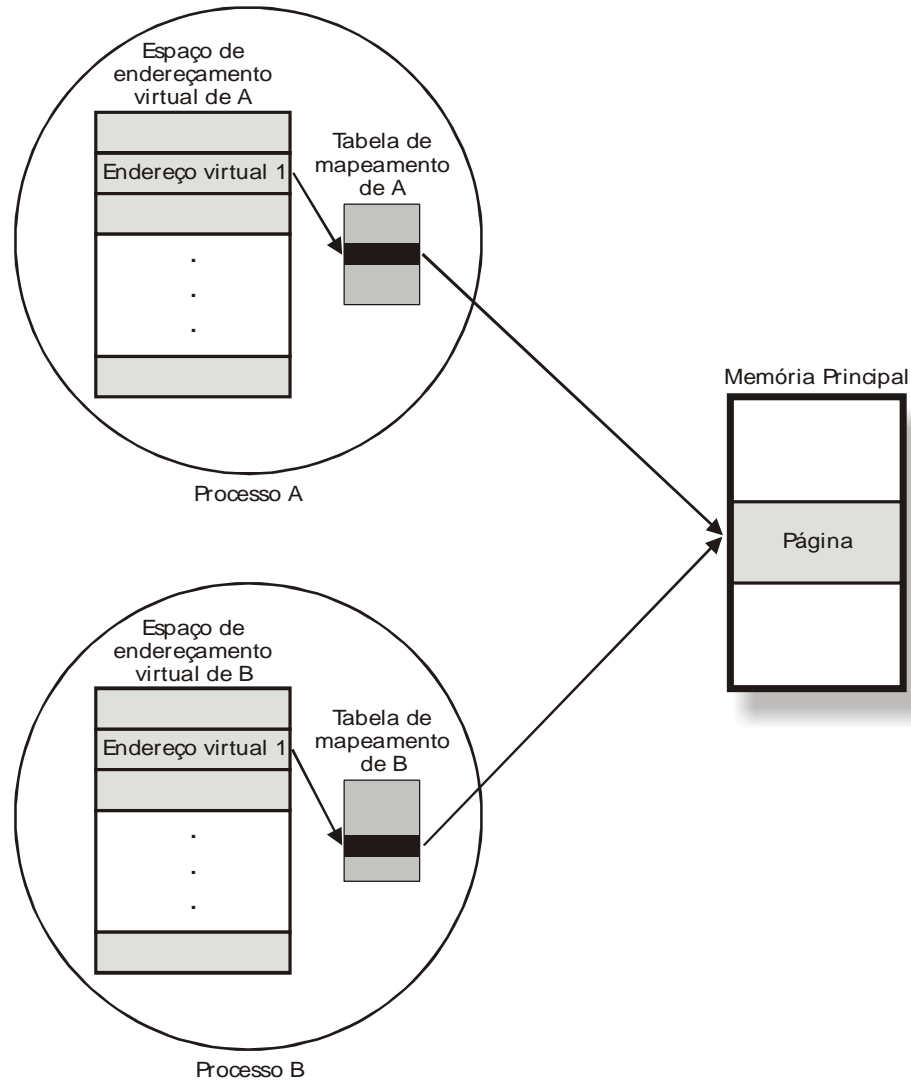 Espaço de
endereçamento
virtual de A
Endereço virtual 1
.
.
.
Tabela de
mapeamento
de A
Processo A
Memória Principal
Página
Espaço de
endereçamento
virtual de B
Endereço virtual 1
.
.
.
Tabela de
mapeamento
de B
Processo B